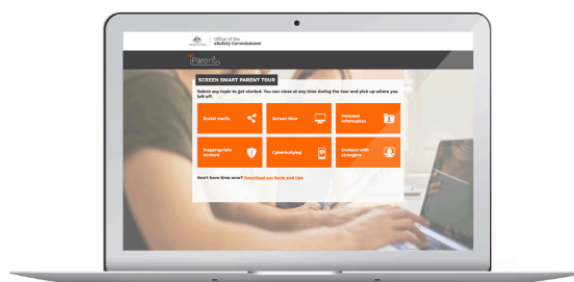 Office of the
eSafety Commissioner
iParent
SCREEN SMART PARENT TOUR
Select any topic to get started. You can close at any time during the tour and pick up where you
left off.
Social media
Screen time
Personal
information
Inappropriate
content
Cyberbullying
Contact with
strangers
Don't have time now? Download our facts and tips